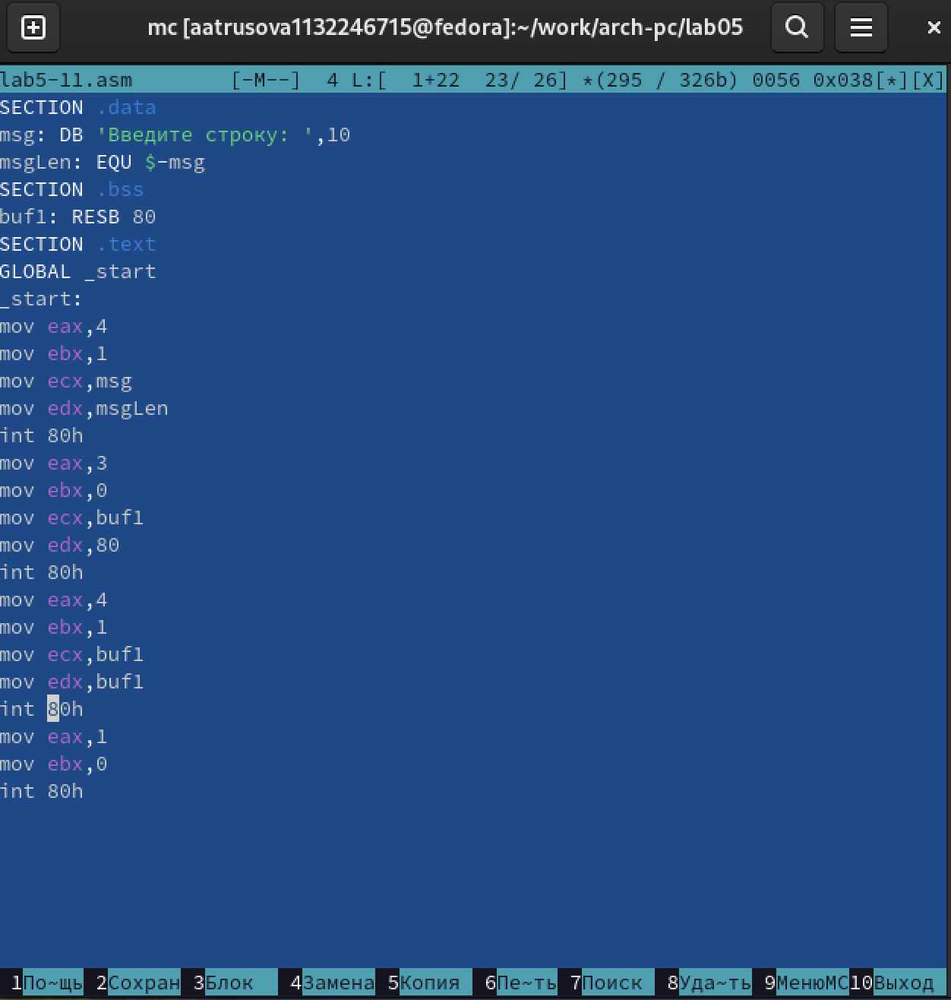 mc [aatrusova1132246715@fedora]:~/work/arch-pc/lab05
lab5-11.asm [-M--] 4 L:[ 1+22 23/ 26] *(295 / 326b) 0056 0x038[*][X]
SECTION .data
msg: DB 'Введите строку: ',10
msgLen: EQU $-msg
SECTION .bss
buf1: RESB 80
SECTION .text
GLOBAL _start
_start:
mov eax,4
mov ebx,1
mov ecx,msg
mov edx,msgLen
int 80h
mov eax,3
mov ebx,0
mov ecx,buf1
mov edx,80
int 80h
mov eax,4
mov ebx,1
mov ecx,buf1
mov edx,buf1
int 80h
mov eax,1
mov ebx,0
int 80h
1По~щь 2Сохран 3Блок 4Замена 5Копия 6Пе~ть 7Поиск 8Уда~ть 9МенюMC10Выход